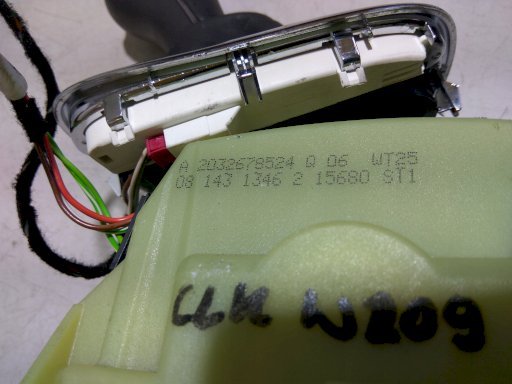 A 2032678524 Q 06 WT25
08 143 1346 2 15680 ST1
CLK W209